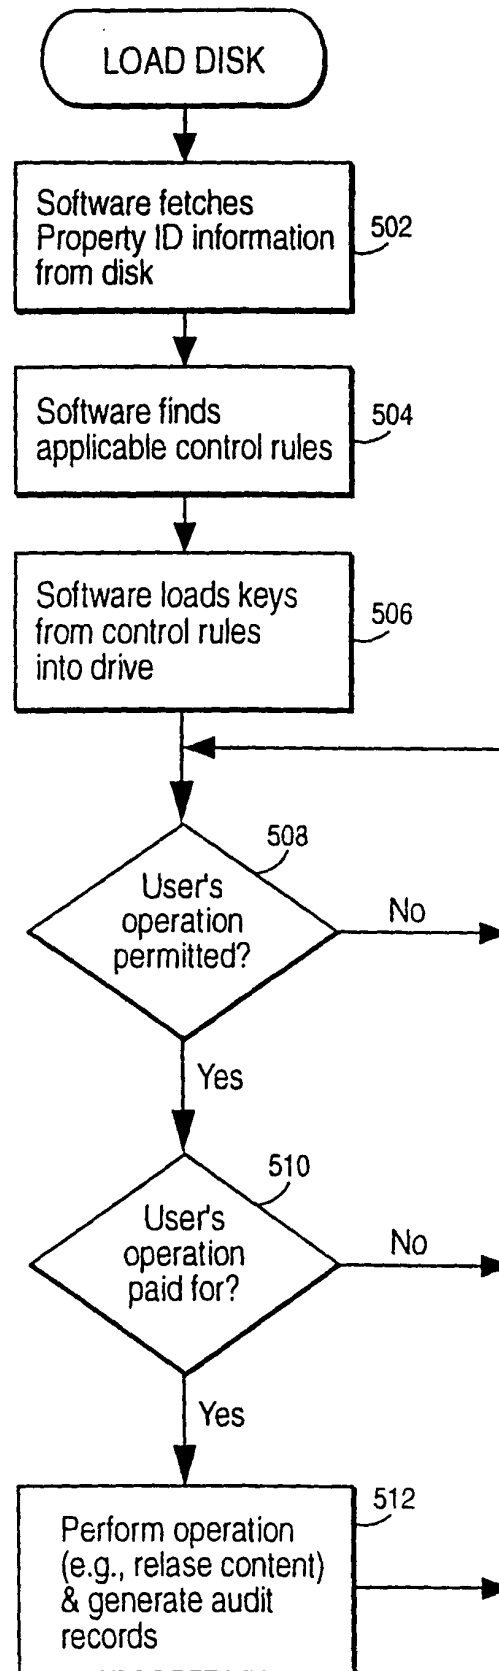 LOAD DISK
Software fetches
Property ID information
from disk
502
Software finds
applicable control rules
504
Software loads keys
from control rules
into drive
506
508
User's
operation
permitted?
No
Yes
510
User's
operation
paid for?
No
Yes
512
Perform operation
(e.g., relase content)
& generate audit
records